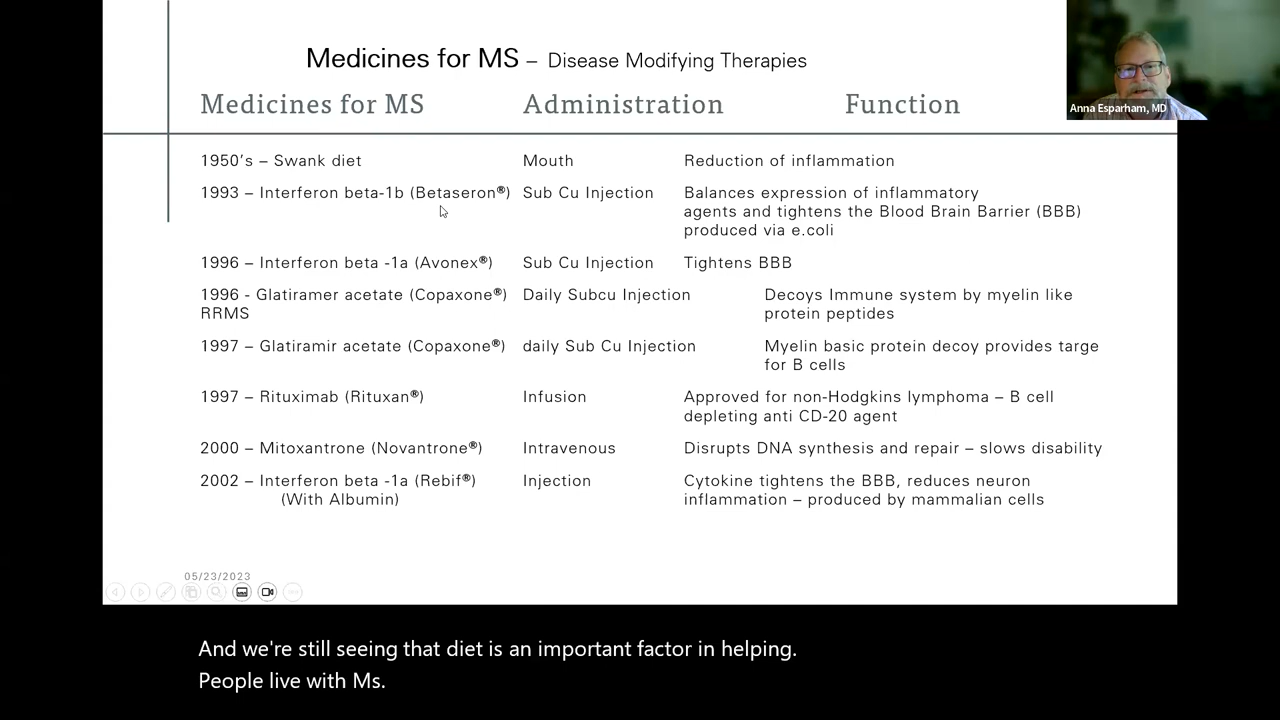 Medicines for MS – Disease Modifying Therapies
Medicines for MS Administration Function
Anna Esparham, MD
1950's – Swank diet Mouth Reduction of inflammation
1993 – Interferon beta-1b (Betaseron®) Sub Cu Injection Balances expression of inflammatory
agents and tightens the Blood Brain Barrier (BBB)
produced via e.coli
1996 – Interferon beta -1a (Avonex®) Sub Cu Injection Tightens BBB
1996 - Glatiramer acetate (Copaxone®) Daily Subcu Injection Decoys Immune system by myelin like
RRMS protein peptides
1997 – Glatiramir acetate (Copaxone®) daily Sub Cu Injection Myelin basic protein decoy provides targe
for B cells
1997 – Rituximab (Rituxan®) Infusion Approved for non-Hodgkins lymphoma – B cell
depleting anti CD-20 agent
2000 – Mitoxantrone (Novantrone®) Intravenous Disrupts DNA synthesis and repair – slows disability
2002 – Interferon beta -1a (Rebif®) Injection Cytokine tightens the BBB, reduces neuron
(With Albumin) inflammation – produced by mammalian cells
05/23/2023
And we're still seeing that diet is an important factor in helping.
People live with Ms.